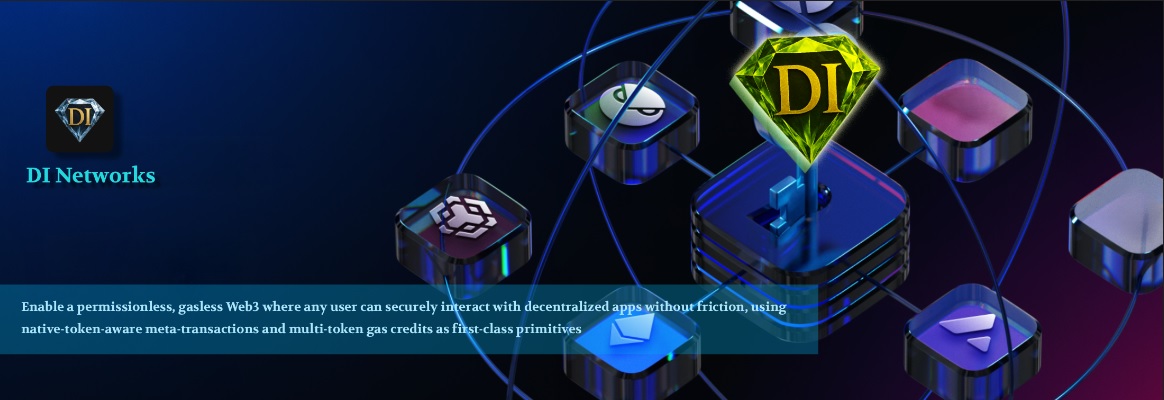 DI
DI
DI Networks
Enable a permissionless, gasless Web3 where any user can securely interact with decentralized apps without friction, using
native-token-aware meta-transactions and multi-token gas credits as first-class primitives